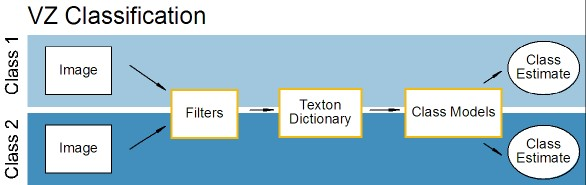 VZ Classification
Class 1
Image
Class
Estimate
Filters
Texton
Dictionary
Class Models
Class 2
Image
Class
Estimate